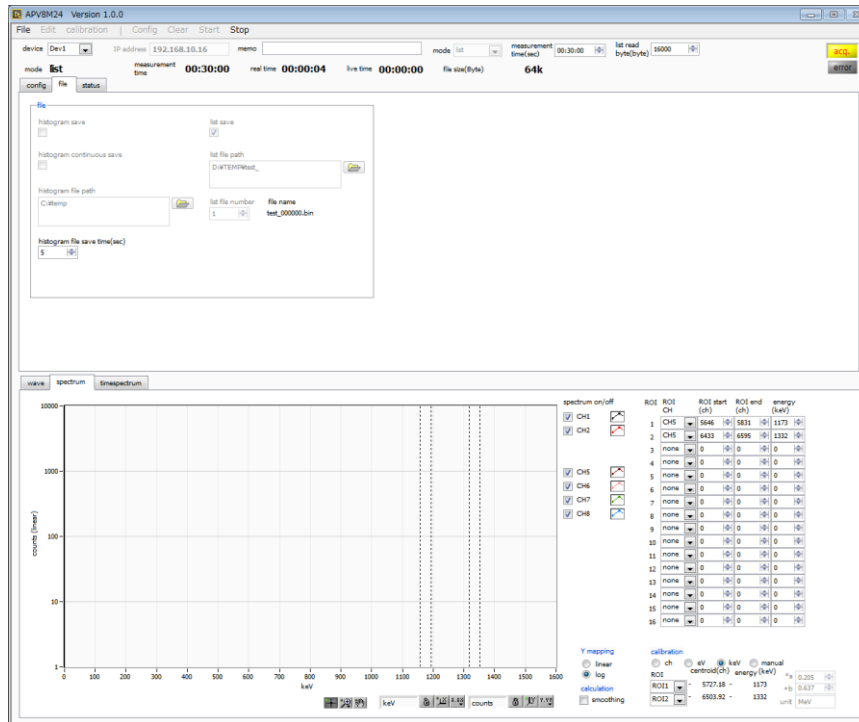 APV8M24 Version 1.0.0
File Edit calibration | Config Clear Start Stop
device Dev1 IP address 192.168.10.16 memo mode list measurement time(sec) 00:30:00 list read byte(byte) 16000 acq.
mode list measurement time 00:30:00 real time 00:00:04 live time 00:00:00 file size(Byte) 64k error
config file status
file
histogram save list save
histogram continuous save list file path
D:¥TEMP¥test_
histogram file path
C:¥temp list file number file name
1 test_000000.bin
histogram file save time(sec)
5
wave spectrum timespectrum
spectrum on/off
CH1
CH2
CH5
CH6
CH7
CH8
10000
1000
100
10
1
counts (linear)
0 100 200 300 400 500 600 700 800 900 1000 1100 1200 1300 1400 1500 1600
keV
keV counts
ROI ROI CH ROI start (ch) ROI end (ch) energy (keV)
1 CH5 5646 5831 1173
2 CH5 6433 6595 1332
3 none 0 0 0
4 none 0 0 0
5 none 0 0 0
6 none 0 0 0
7 none 0 0 0
8 none 0 0 0
9 none 0 0 0
10 none 0 0 0
11 none 0 0 0
12 none 0 0 0
13 none 0 0 0
14 none 0 0 0
15 none 0 0 0
16 none 0 0 0
Y mapping
linear
log
calculation
smoothing
calibration
ch eV keV manual
ROI centroid(ch) energy (keV)
ROI1 - 5727.18 - 1173
ROI2 - 6503.92 - 1332
*a 0.205
+b 0.637
unit MeV